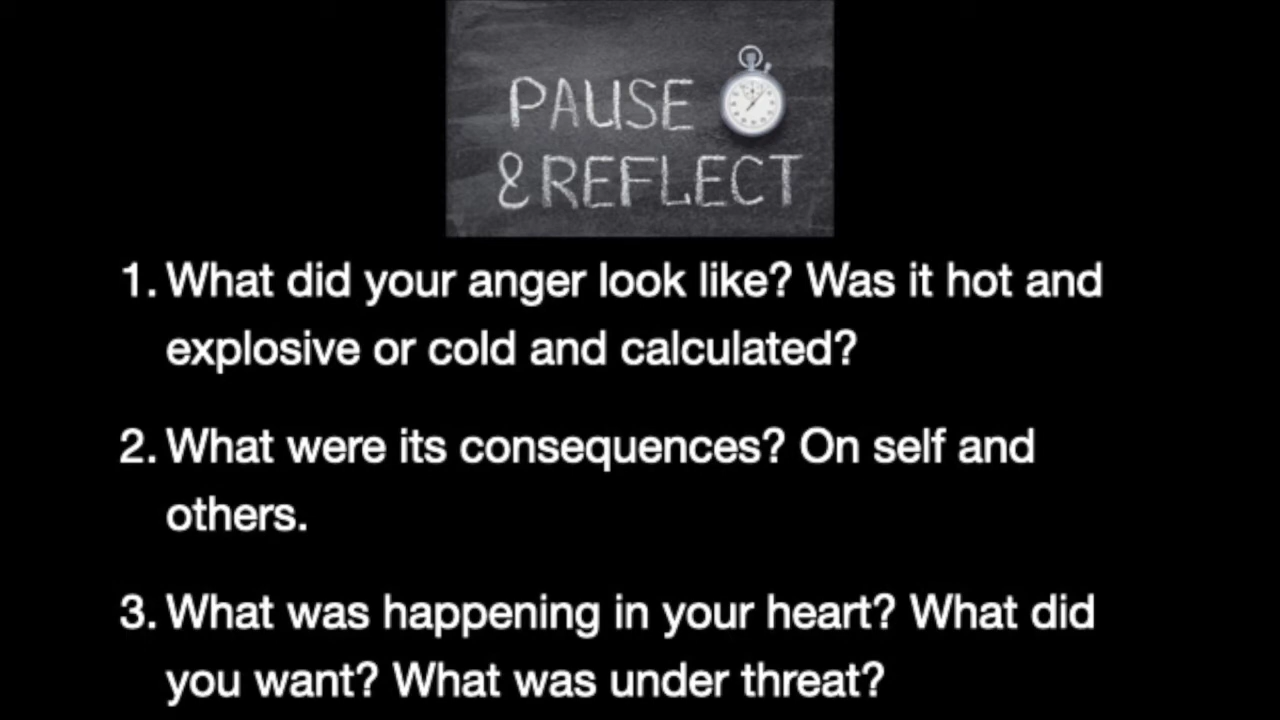 PAUSE
& REFLECT
1. What did your anger look like? Was it hot and
explosive or cold and calculated?
2. What were its consequences? On self and
others.
3. What was happening in your heart? What did
you want? What was under threat?